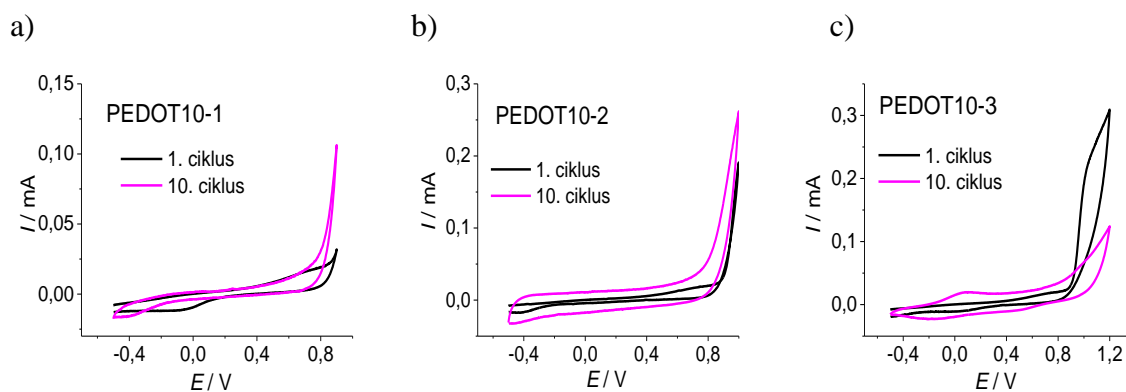 a)
b)
c)
PEDOT10-1
1. ciklus
10. ciklus
I / mA
0,15
0,10
0,05
0,00
-0,4
0,0
0,4
0,8
E / V
PEDOT10-2
1. ciklus
10. ciklus
I / mA
0,3
0,2
0,1
0,0
-0,4
0,0
0,4
0,8
E / V
PEDOT10-3
1. ciklus
10. ciklus
I / mA
0,3
0,2
0,1
0,0
-0,4
0,0
0,4
0,8
1,2
E / V